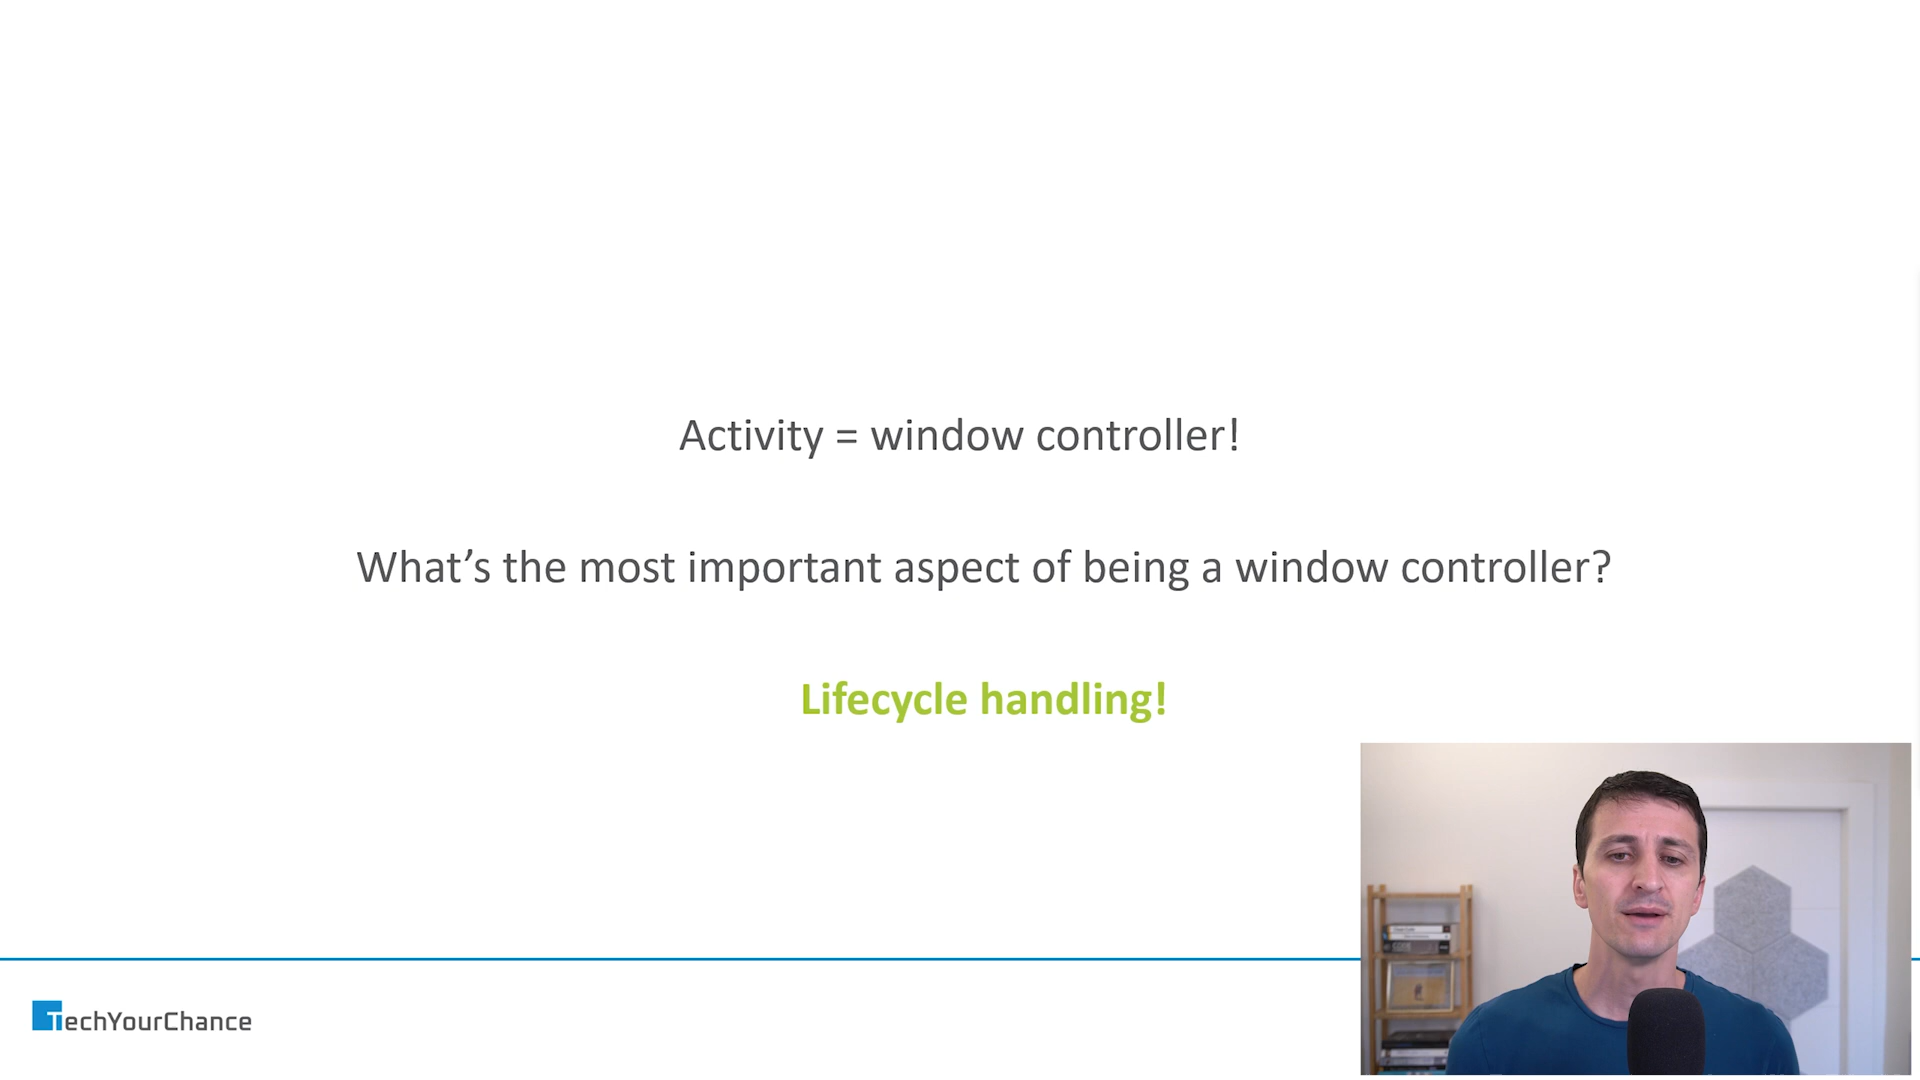 Activity = window controller!
What’s the most important aspect of being a window controller?
Lifecycle handling!
TechYourChance